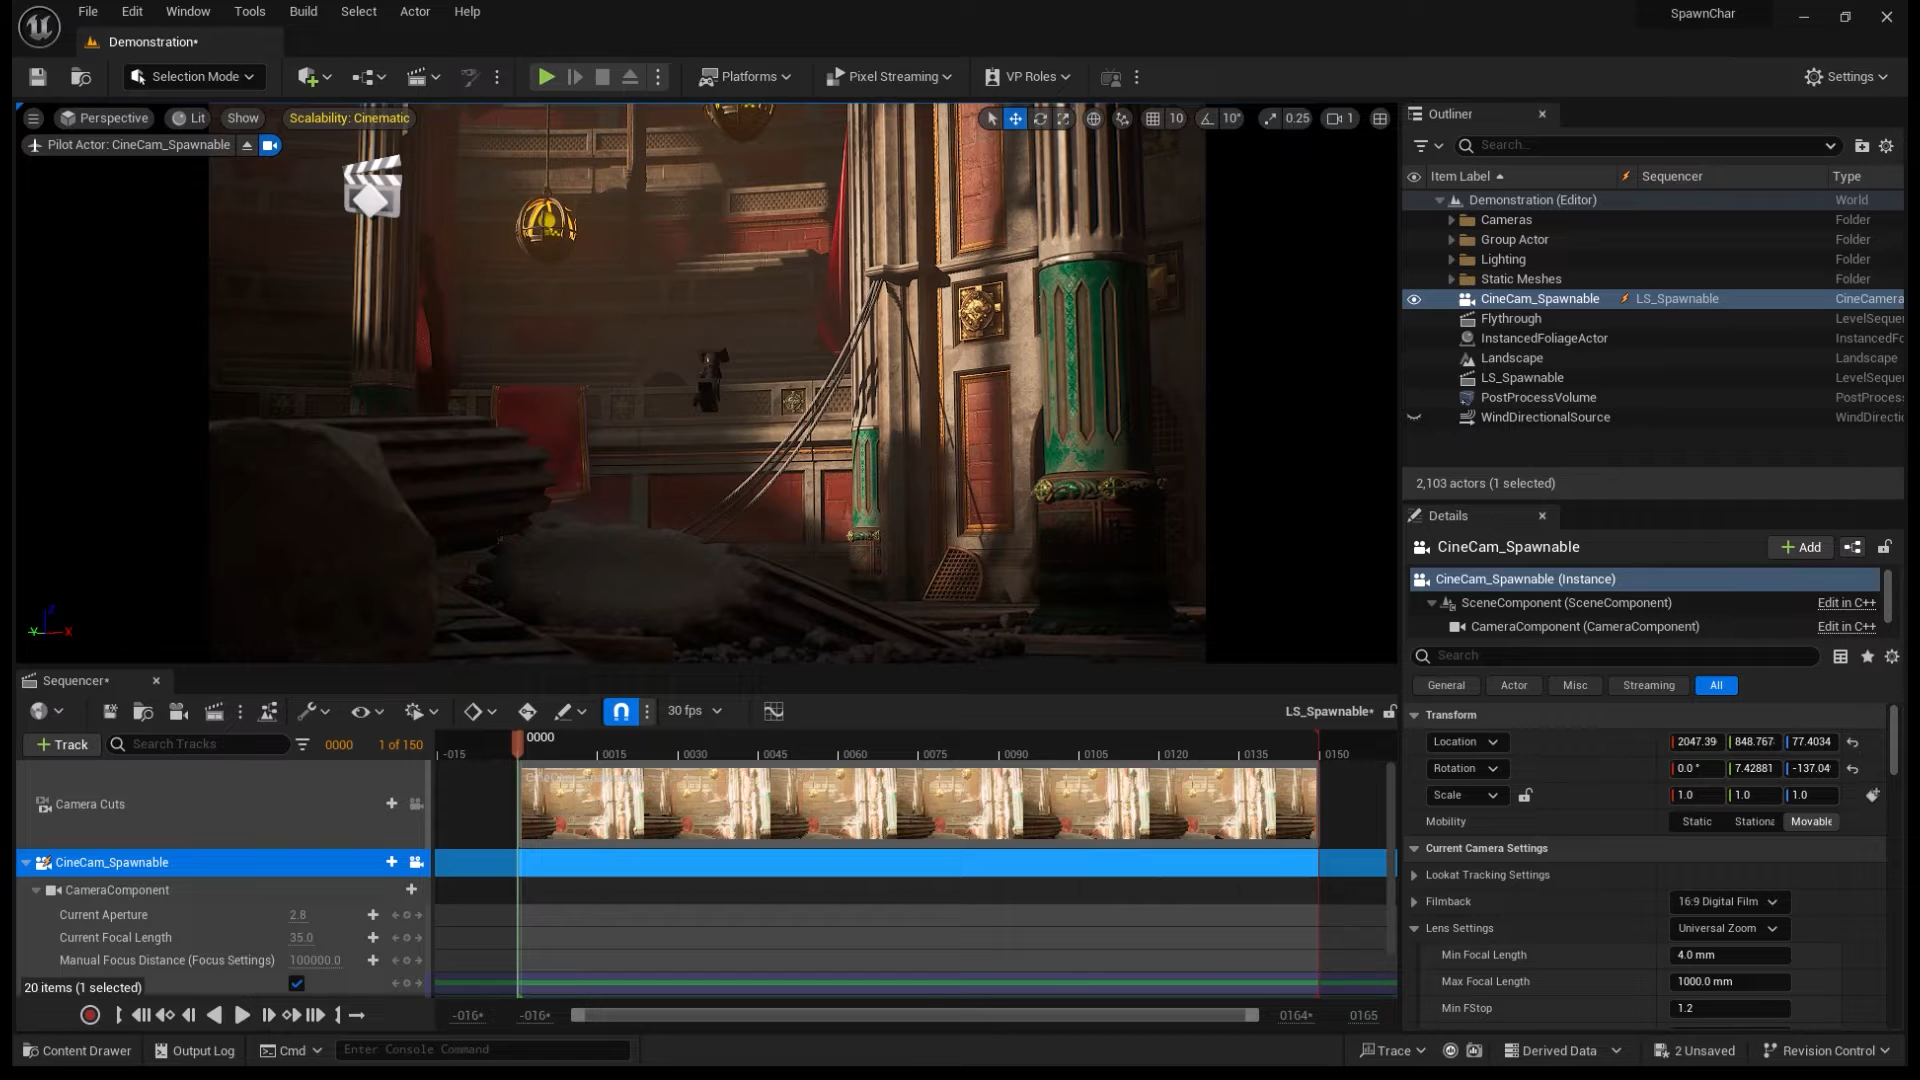 File Edit Window Tools Build Select Actor Help
SpawnChar
Demonstration*
Selection Mode
Platforms
Pixel Streaming
VP Roles
Settings
Perspective
Lit
Show
Scalability: Cinematic
10
10°
0.25
1
Pilot Actor: CineCam_Spawnable
Outliner
Search...
Item Label
Sequencer
Type
Demonstration (Editor)
World
Cameras
Folder
Group Actor
Folder
Lighting
Folder
Static Meshes
Folder
CineCam_Spawnable
LS_Spawnable
CineCamera
Flythrough
LevelSequen
InstancedFoliageActor
InstancedFo
Landscape
Landscape
LS_Spawnable
LevelSequen
PostProcessVolume
PostProcess
WindDirectionalSource
WindDirectio
2,103 actors (1 selected)
Details
CineCam_Spawnable
Add
CineCam_Spawnable (Instance)
SceneComponent (SceneComponent)
Edit in C++
CameraComponent (CameraComponent)
Edit in C++
Search
General
Actor
Misc
Streaming
All
Transform
Location
2047.39
848.767
77.4034
Rotation
0.0 °
7.42881
-137.04
Scale
1.0
1.0
1.0
Mobility
Static
Stationa
Movable
Current Camera Settings
Lookat Tracking Settings
Filmback
16:9 Digital Film
Lens Settings
Universal Zoom
Min Focal Length
4.0 mm
Max Focal Length
1000.0 mm
Min FStop
1.2
Sequencer*
30 fps
LS_Spawnable*
Track
Search Tracks
0000
1 of 150
-015
0000
0015
0030
0045
0060
0075
0090
0105
0120
0135
0150
Camera Cuts
CineCam_Spawnable
CameraComponent
Current Aperture
2.8
Current Focal Length
35.0
Manual Focus Distance (Focus Settings)
100000.0
20 items (1 selected)
-016*
-016*
0164*
0165
Content Drawer
Output Log
Cmd
Enter Console Command
Trace
Derived Data
2 Unsaved
Revision Control